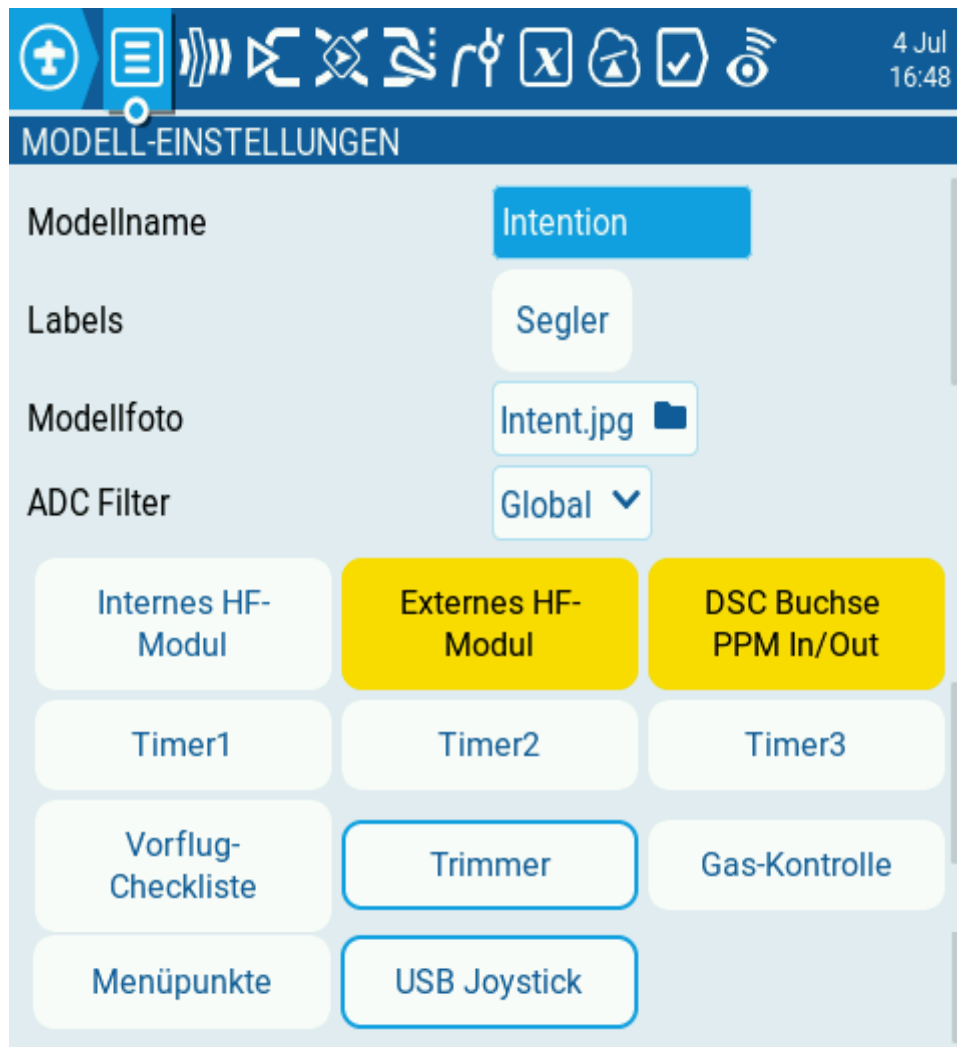 4 Jul
16:48
MODELL-EINSTELLUNGEN
Modellname Intention
Labels Segler
Modellfoto Intent.jpg
ADC Filter Global
Internes HF-
Modul
Externes HF-
Modul
DSC Buchse
PPM In/Out
Timer1 Timer2 Timer3
Vorflug-
Checkliste
Trimmer Gas-Kontrolle
Menüpunkte USB Joystick